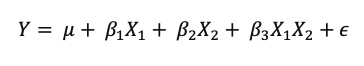 Y = μ + β₁X₁ + β₂X₂ + β₃X₁X₂ + ϵ